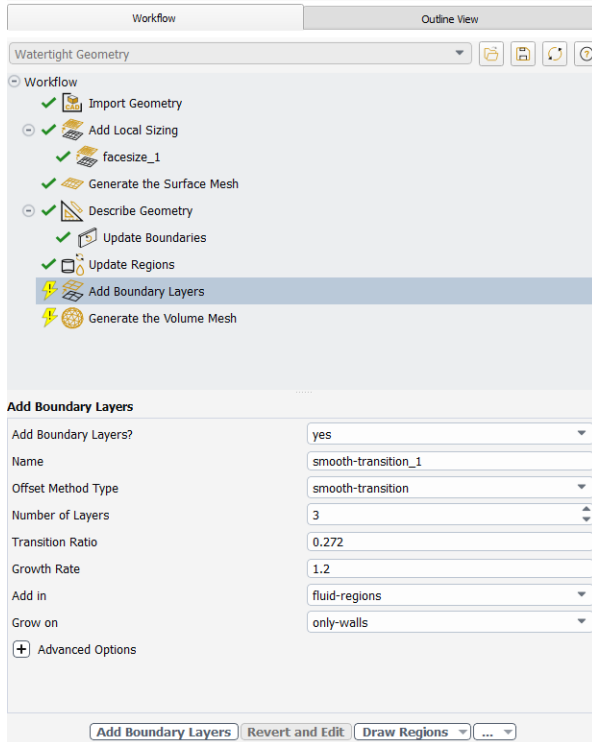 Workflow Outline View
Watertight Geometry
Workflow
CAD Import Geometry
Add Local Sizing
facesize_1
Generate the Surface Mesh
Describe Geometry
Update Boundaries
Update Regions
Add Boundary Layers
Generate the Volume Mesh
Add Boundary Layers
Add Boundary Layers? yes
Name smooth-transition_1
Offset Method Type smooth-transition
Number of Layers 3
Transition Ratio 0.272
Growth Rate 1.2
Add in fluid-regions
Grow on only-walls
+ Advanced Options
Add Boundary Layers Revert and Edit Draw Regions ...